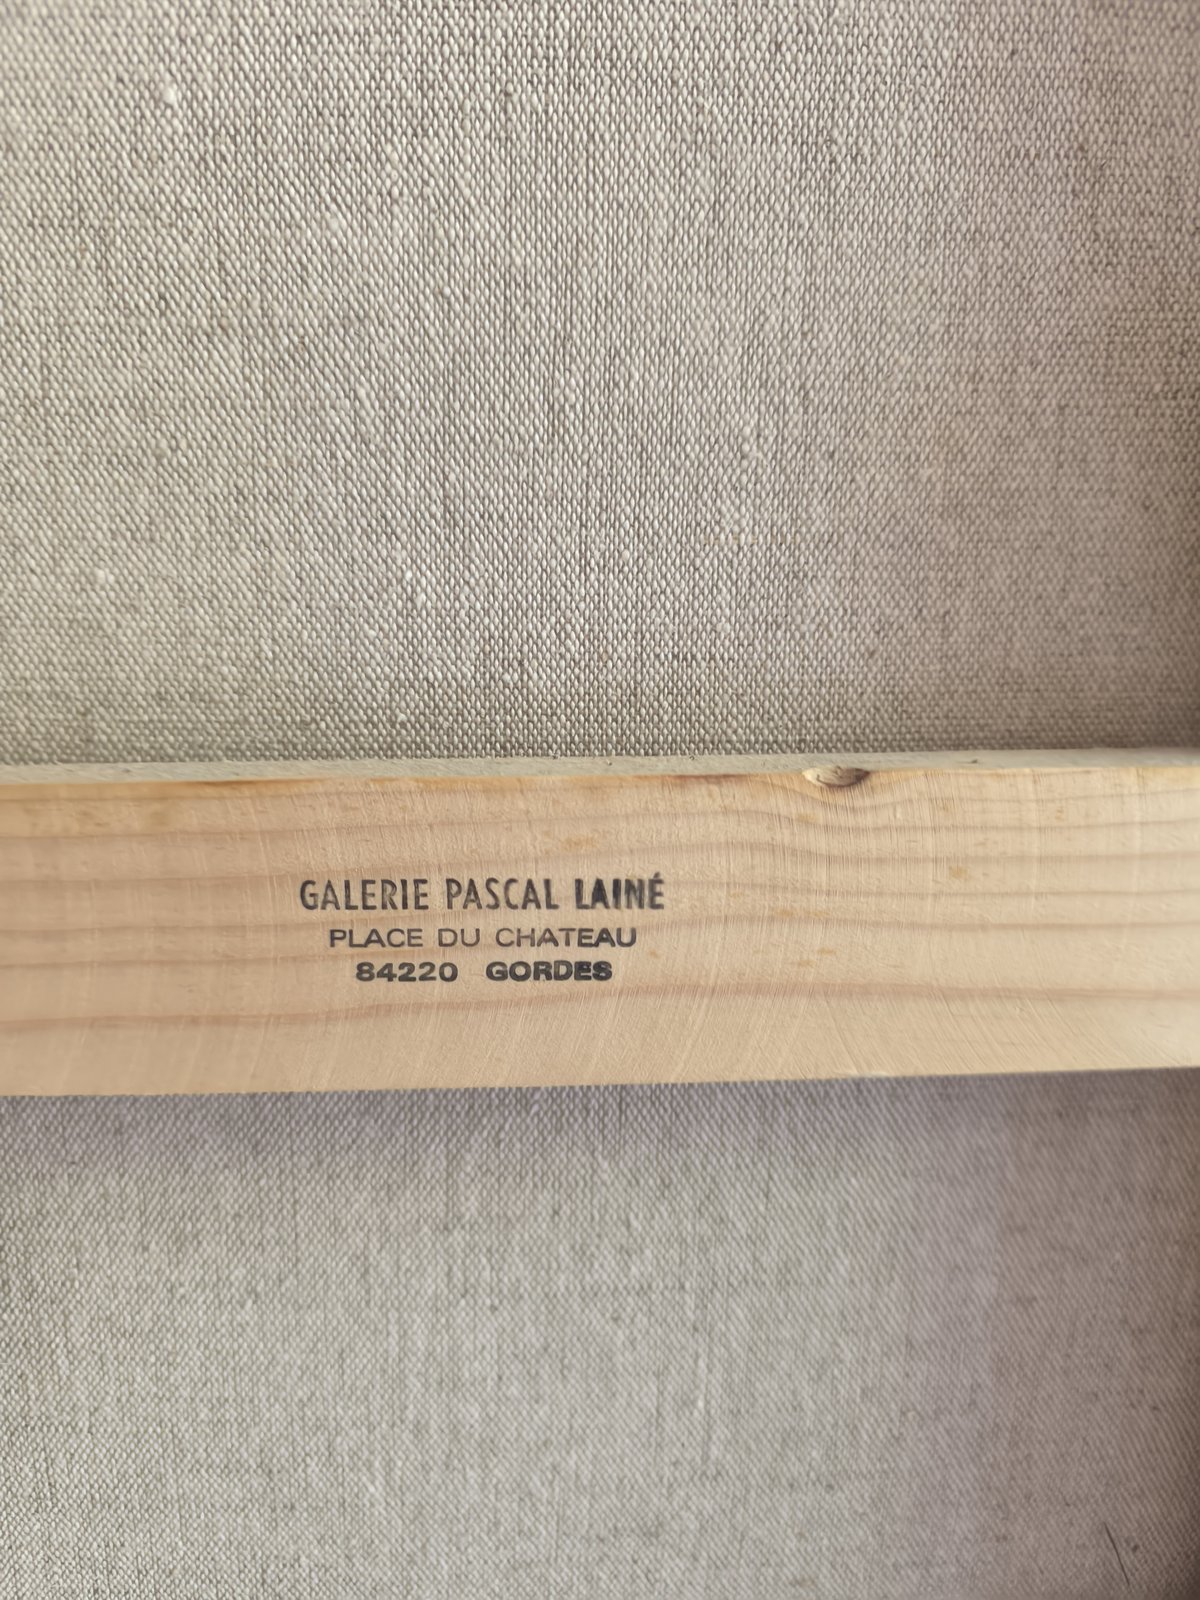 GALERIE PASCAL LAINÉ
PLACE DU CHATEAU
84220 GORDES